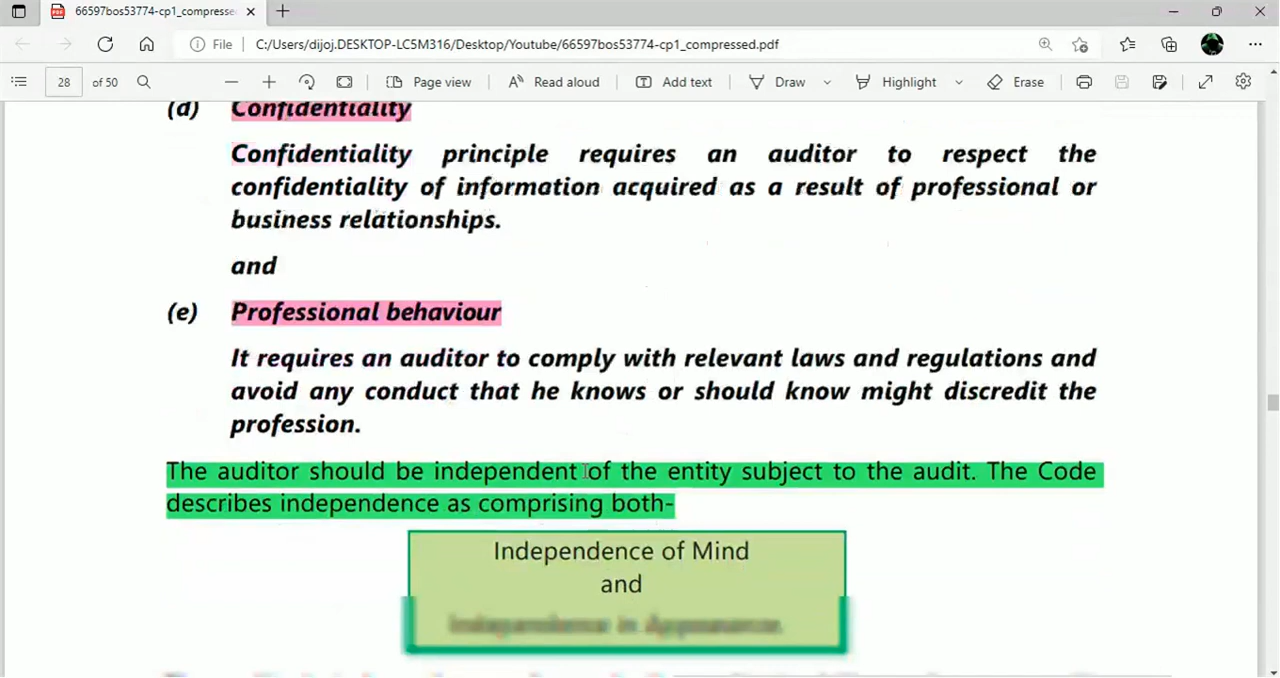 66597bos53774-cp1_compressed
File C:/Users/dijoj.DESKTOP-LC5M316/Desktop/Youtube/66597bos53774-cp1_compressed.pdf
28 of 50 Page view Read aloud Add text Draw Highlight Erase
(d) Confidentiality
Confidentiality principle requires an auditor to respect the
confidentiality of information acquired as a result of professional or
business relationships.
and
(e) Professional behaviour
It requires an auditor to comply with relevant laws and regulations and
avoid any conduct that he knows or should know might discredit the
profession.
The auditor should be independent of the entity subject to the audit. The Code
describes independence as comprising both-
Independence of Mind
and
Independence in Appearance.